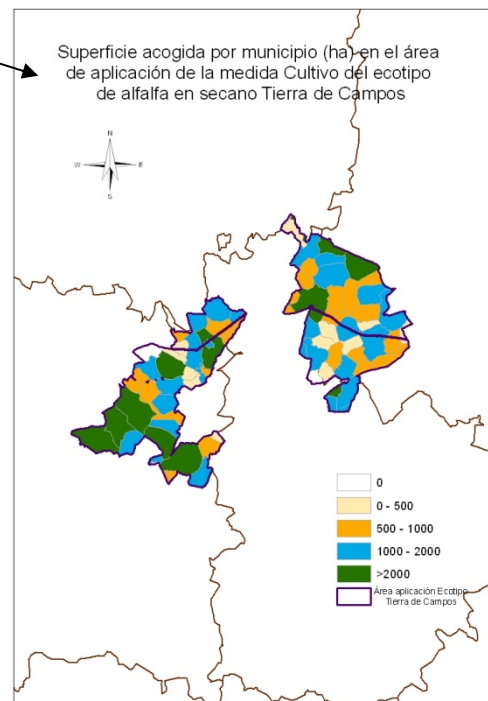 Superficie acogida por municipio (ha) en el área
de aplicación de la medida Cultivo del ecotipo
de alfalfa en secano Tierra de Campos
N
W E
S
0
0 - 500
500 - 1000
1000 - 2000
>2000
Área aplicación Ecotipo
Tierra de Campos